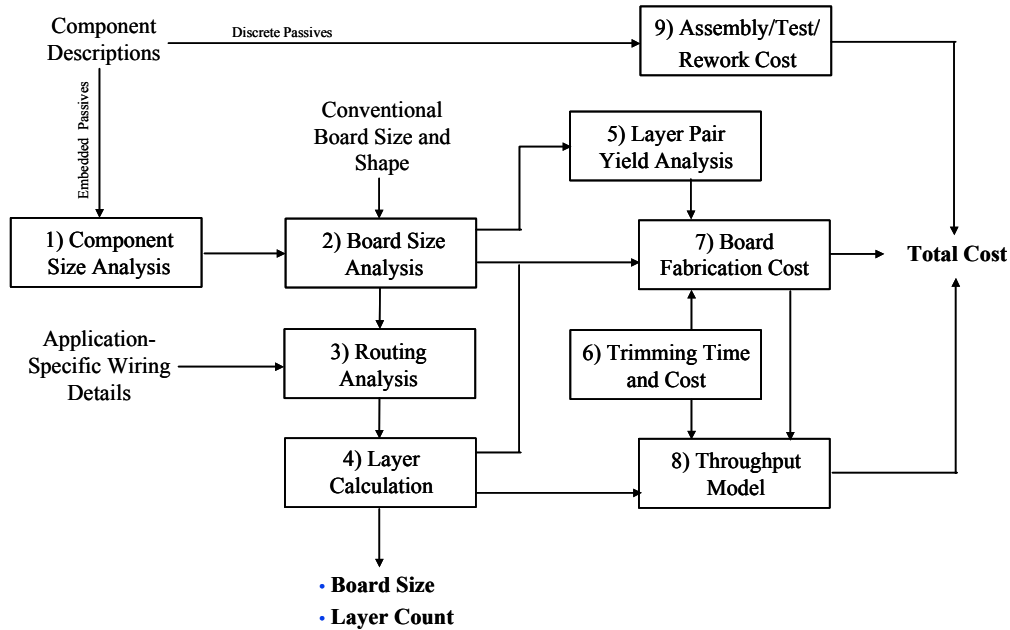 Component
Descriptions
Discrete Passives
9) Assembly/Test/
Rework Cost
Embedded Passives
Conventional
Board Size and
Shape
5) Layer Pair
Yield Analysis
1) Component
Size Analysis
2) Board Size
Analysis
7) Board
Fabrication Cost
Total Cost
Application-
Specific Wiring
Details
3) Routing
Analysis
6) Trimming Time
and Cost
4) Layer
Calculation
8) Throughput
Model
• Board Size
• Layer Count